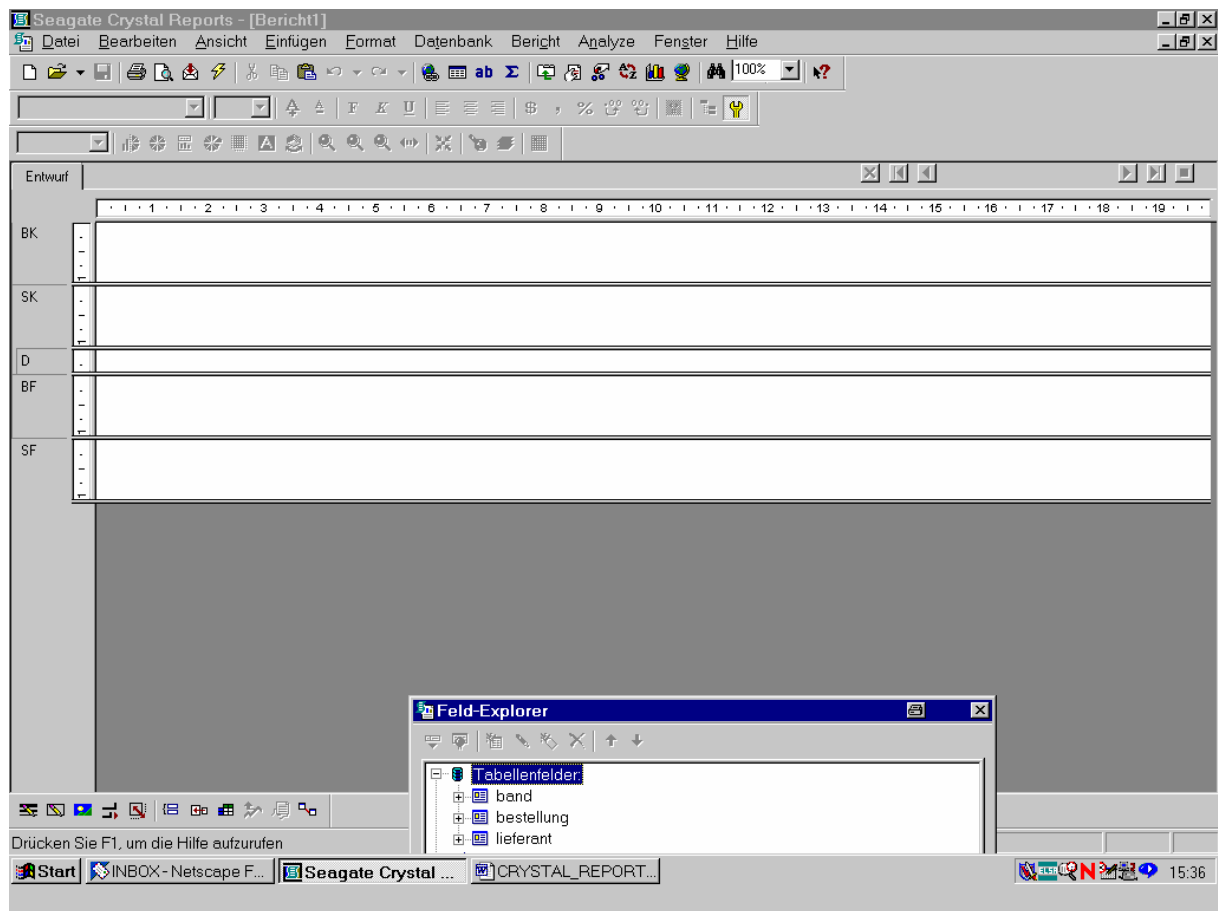 Seagate Crystal Reports - [Bericht1]
Datei Bearbeiten Ansicht Einfügen Format Datenbank Bericht Analyze Fenster Hilfe
ab Σ 100%
F K U $ , %
A
Entwurf
1 2 3 4 5 6 7 8 9 10 11 12 13 14 15 16 17 18 19
BK
SK
D
BF
SF
Feld-Explorer
Tabellenfelder:
band
bestellung
lieferant
Drücken Sie F1, um die Hilfe aufzurufen
Start INBOX - Netscape F... Seagate Crystal ... CRYSTAL_REPORT... N 15:36